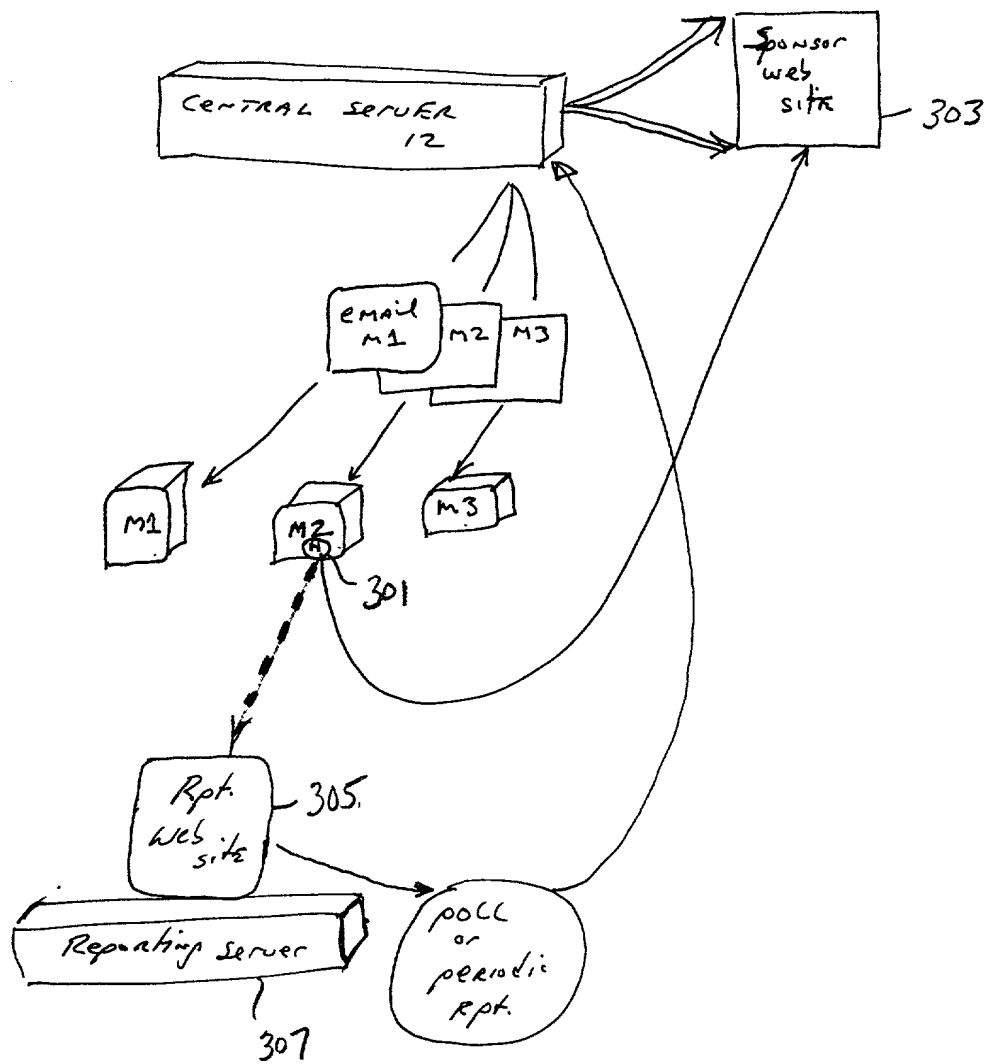 CENTRAL SERVER
12
Sponsor
web
site
303
email
M1
M2
M3
M1
M2
M3
301
Rpt.
Web
site
305.
Reporting Server
307
POLL
or
periodic
Rpt.